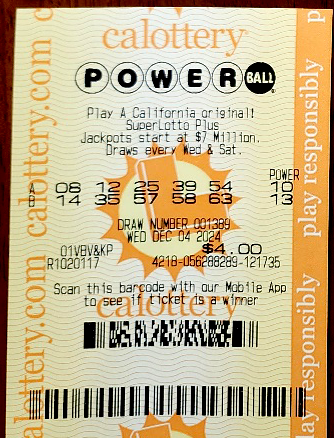 calottery
POWERBALL
Play A California original!
SuperLotto Plus
Jackpots start at $7 Million.
Draws every Wed & Sat.
POWER
A 08 12 25 39 54 10
B 14 35 57 58 63 13
DRAW NUMBER 001389
WED DEC 04 2024
01VBV&KP $4.00
R1020117 4218-056288289-121735
Scan this barcode with our Mobile App
to see if ticket is a winner
calottery
calottery.com calottery.com
play responsibly play responsibly